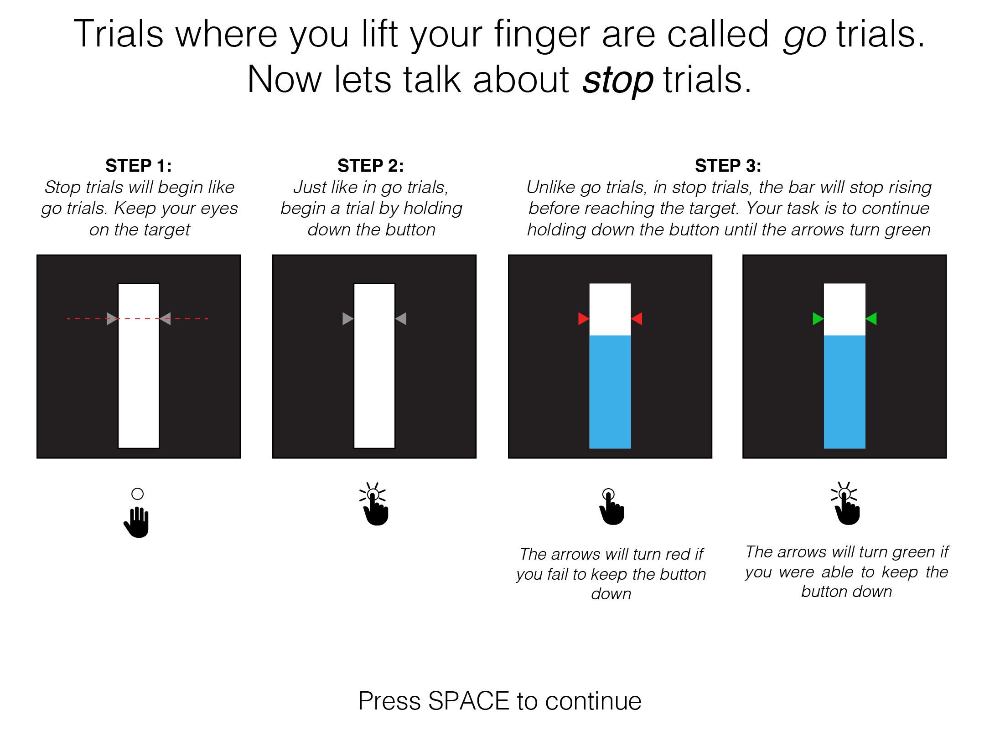 Trials where you lift your finger are called go trials.
Now lets talk about stop trials.
STEP 1:
Stop trials will begin like
go trials. Keep your eyes
on the target
STEP 2:
Just like in go trials,
begin a trial by holding
down the button
STEP 3:
Unlike go trials, in stop trials, the bar will stop rising
before reaching the target. Your task is to continue
holding down the button until the arrows turn green
The arrows will turn red if
you fail to keep the button
down
The arrows will turn green if
you were able to keep the
button down
Press SPACE to continue